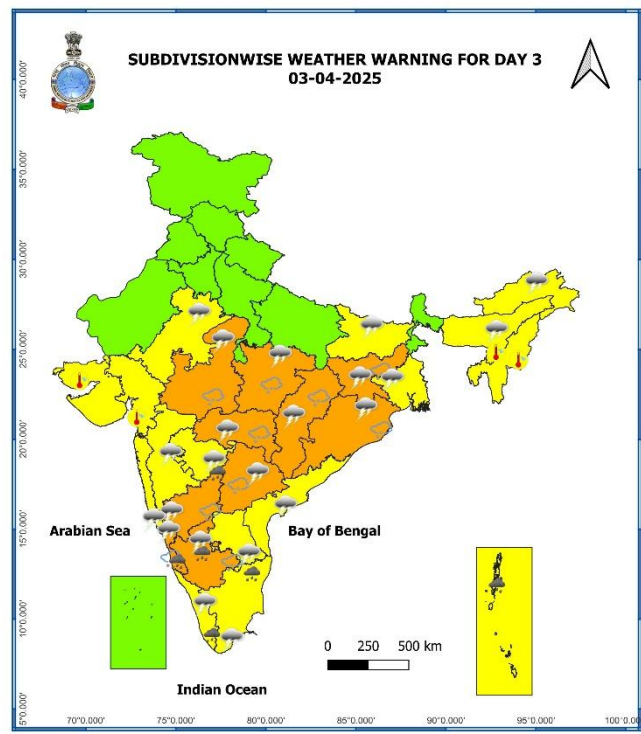 SUBDIVISIONWISE WEATHER WARNING FOR DAY 3
03-04-2025
40°0.000'
35°0.000'
30°0.000'
25°0.000'
20°0.000'
15°0.000'
10°0.000'
5°0.000'
Arabian Sea
Bay of Bengal
0 250 500 km
Indian Ocean
70°0.000' 75°0.000' 80°0.000' 85°0.000' 90°0.000' 95°0.000'